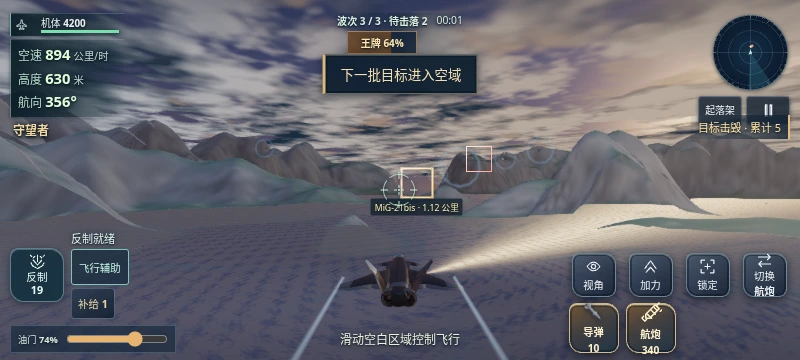 机体 4200
波次 3 / 3 · 待击落 2 00:01
王牌 64%
下一批目标进入空域
空速 894 公里/时
高度 630 米
航向 356°
守望者
起落架
目标击毁 · 累计 5
MiG-21bis · 1.12 公里
反制就绪
反制
19
飞行辅助
补给 1
油门 74%
滑动空白区域控制飞行
视角
加力
锁定
切换
航炮
导弹
10
航炮
340